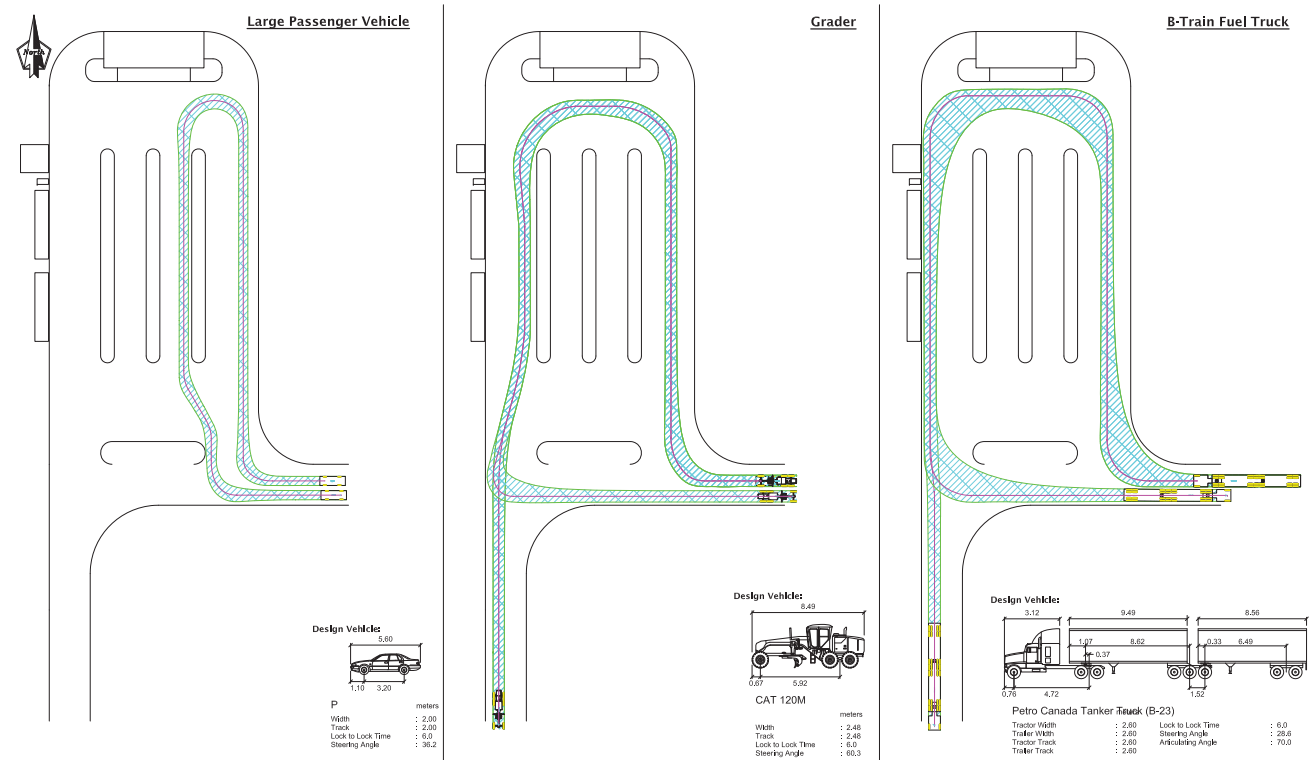 Large Passenger Vehicle
North
Design Vehicle:
5.60
1.10 3.20
P
meters
Width : 2.00
Track : 2.00
Lock to Lock Time : 6.0
Steering Angle : 36.2
Grader
Design Vehicle:
8.49
0.67 5.92
CAT 120M
meters
Width : 2.48
Track : 2.48
Lock to Lock Time : 6.0
Steering Angle : 60.3
B-Train Fuel Truck
Design Vehicle:
3.12 9.49 8.56
1.07 8.62 0.33 6.49
0.37
0.76 4.72 1.52
Petro Canada Tanker Truck (B-23)
meters
Tractor Width : 2.60 Lock to Lock Time : 6.0
Trailer Width : 2.60 Steering Angle : 28.6
Tractor Track : 2.60 Articulating Angle : 70.0
Trailer Track : 2.60